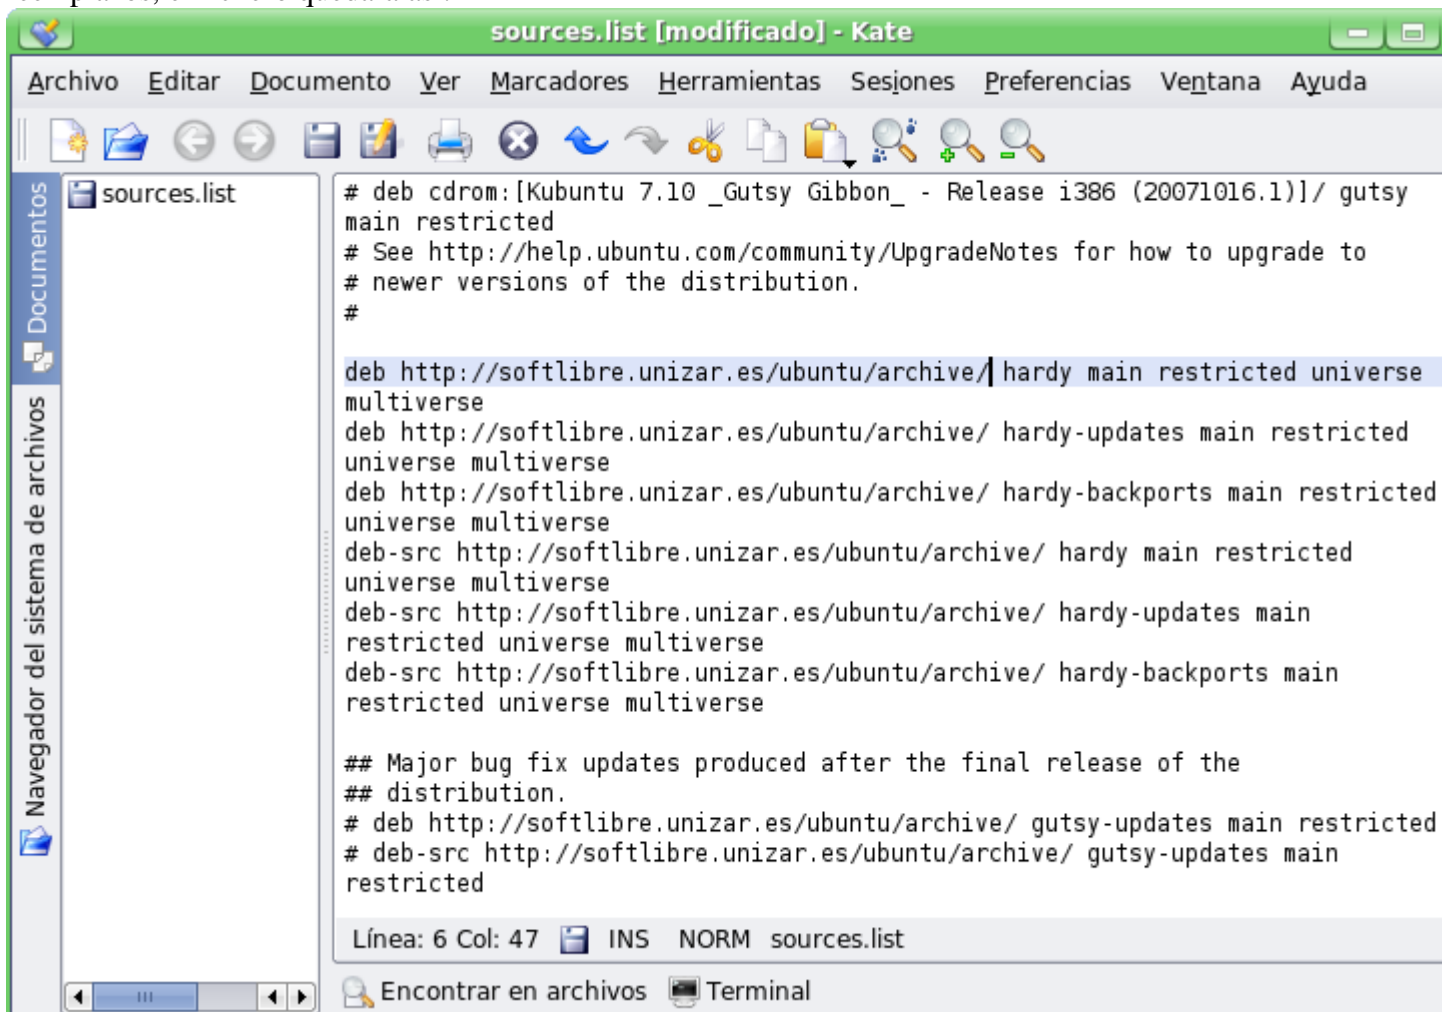 sources.list [modificado] - Kate
Archivo Editar Documento Ver Marcadores Herramientas Sesiones Preferencias Ventana Ayuda
Documentos
Navegador del sistema de archivos
sources.list
# deb cdrom:[Kubuntu 7.10 _Gutsy Gibbon_ - Release i386 (20071016.1)]/ gutsy
main restricted
# See http://help.ubuntu.com/community/UpgradeNotes for how to upgrade to
# newer versions of the distribution.
#
deb http://softlibre.unizar.es/ubuntu/archive/ hardy main restricted universe
multiverse
deb http://softlibre.unizar.es/ubuntu/archive/ hardy-updates main restricted
universe multiverse
deb http://softlibre.unizar.es/ubuntu/archive/ hardy-backports main restricted
universe multiverse
deb-src http://softlibre.unizar.es/ubuntu/archive/ hardy main restricted
universe multiverse
deb-src http://softlibre.unizar.es/ubuntu/archive/ hardy-updates main
restricted universe multiverse
deb-src http://softlibre.unizar.es/ubuntu/archive/ hardy-backports main
restricted universe multiverse
## Major bug fix updates produced after the final release of the
## distribution.
# deb http://softlibre.unizar.es/ubuntu/archive/ gutsy-updates main restricted
# deb-src http://softlibre.unizar.es/ubuntu/archive/ gutsy-updates main
restricted
Línea: 6 Col: 47 INS NORM sources.list
Encontrar en archivos Terminal